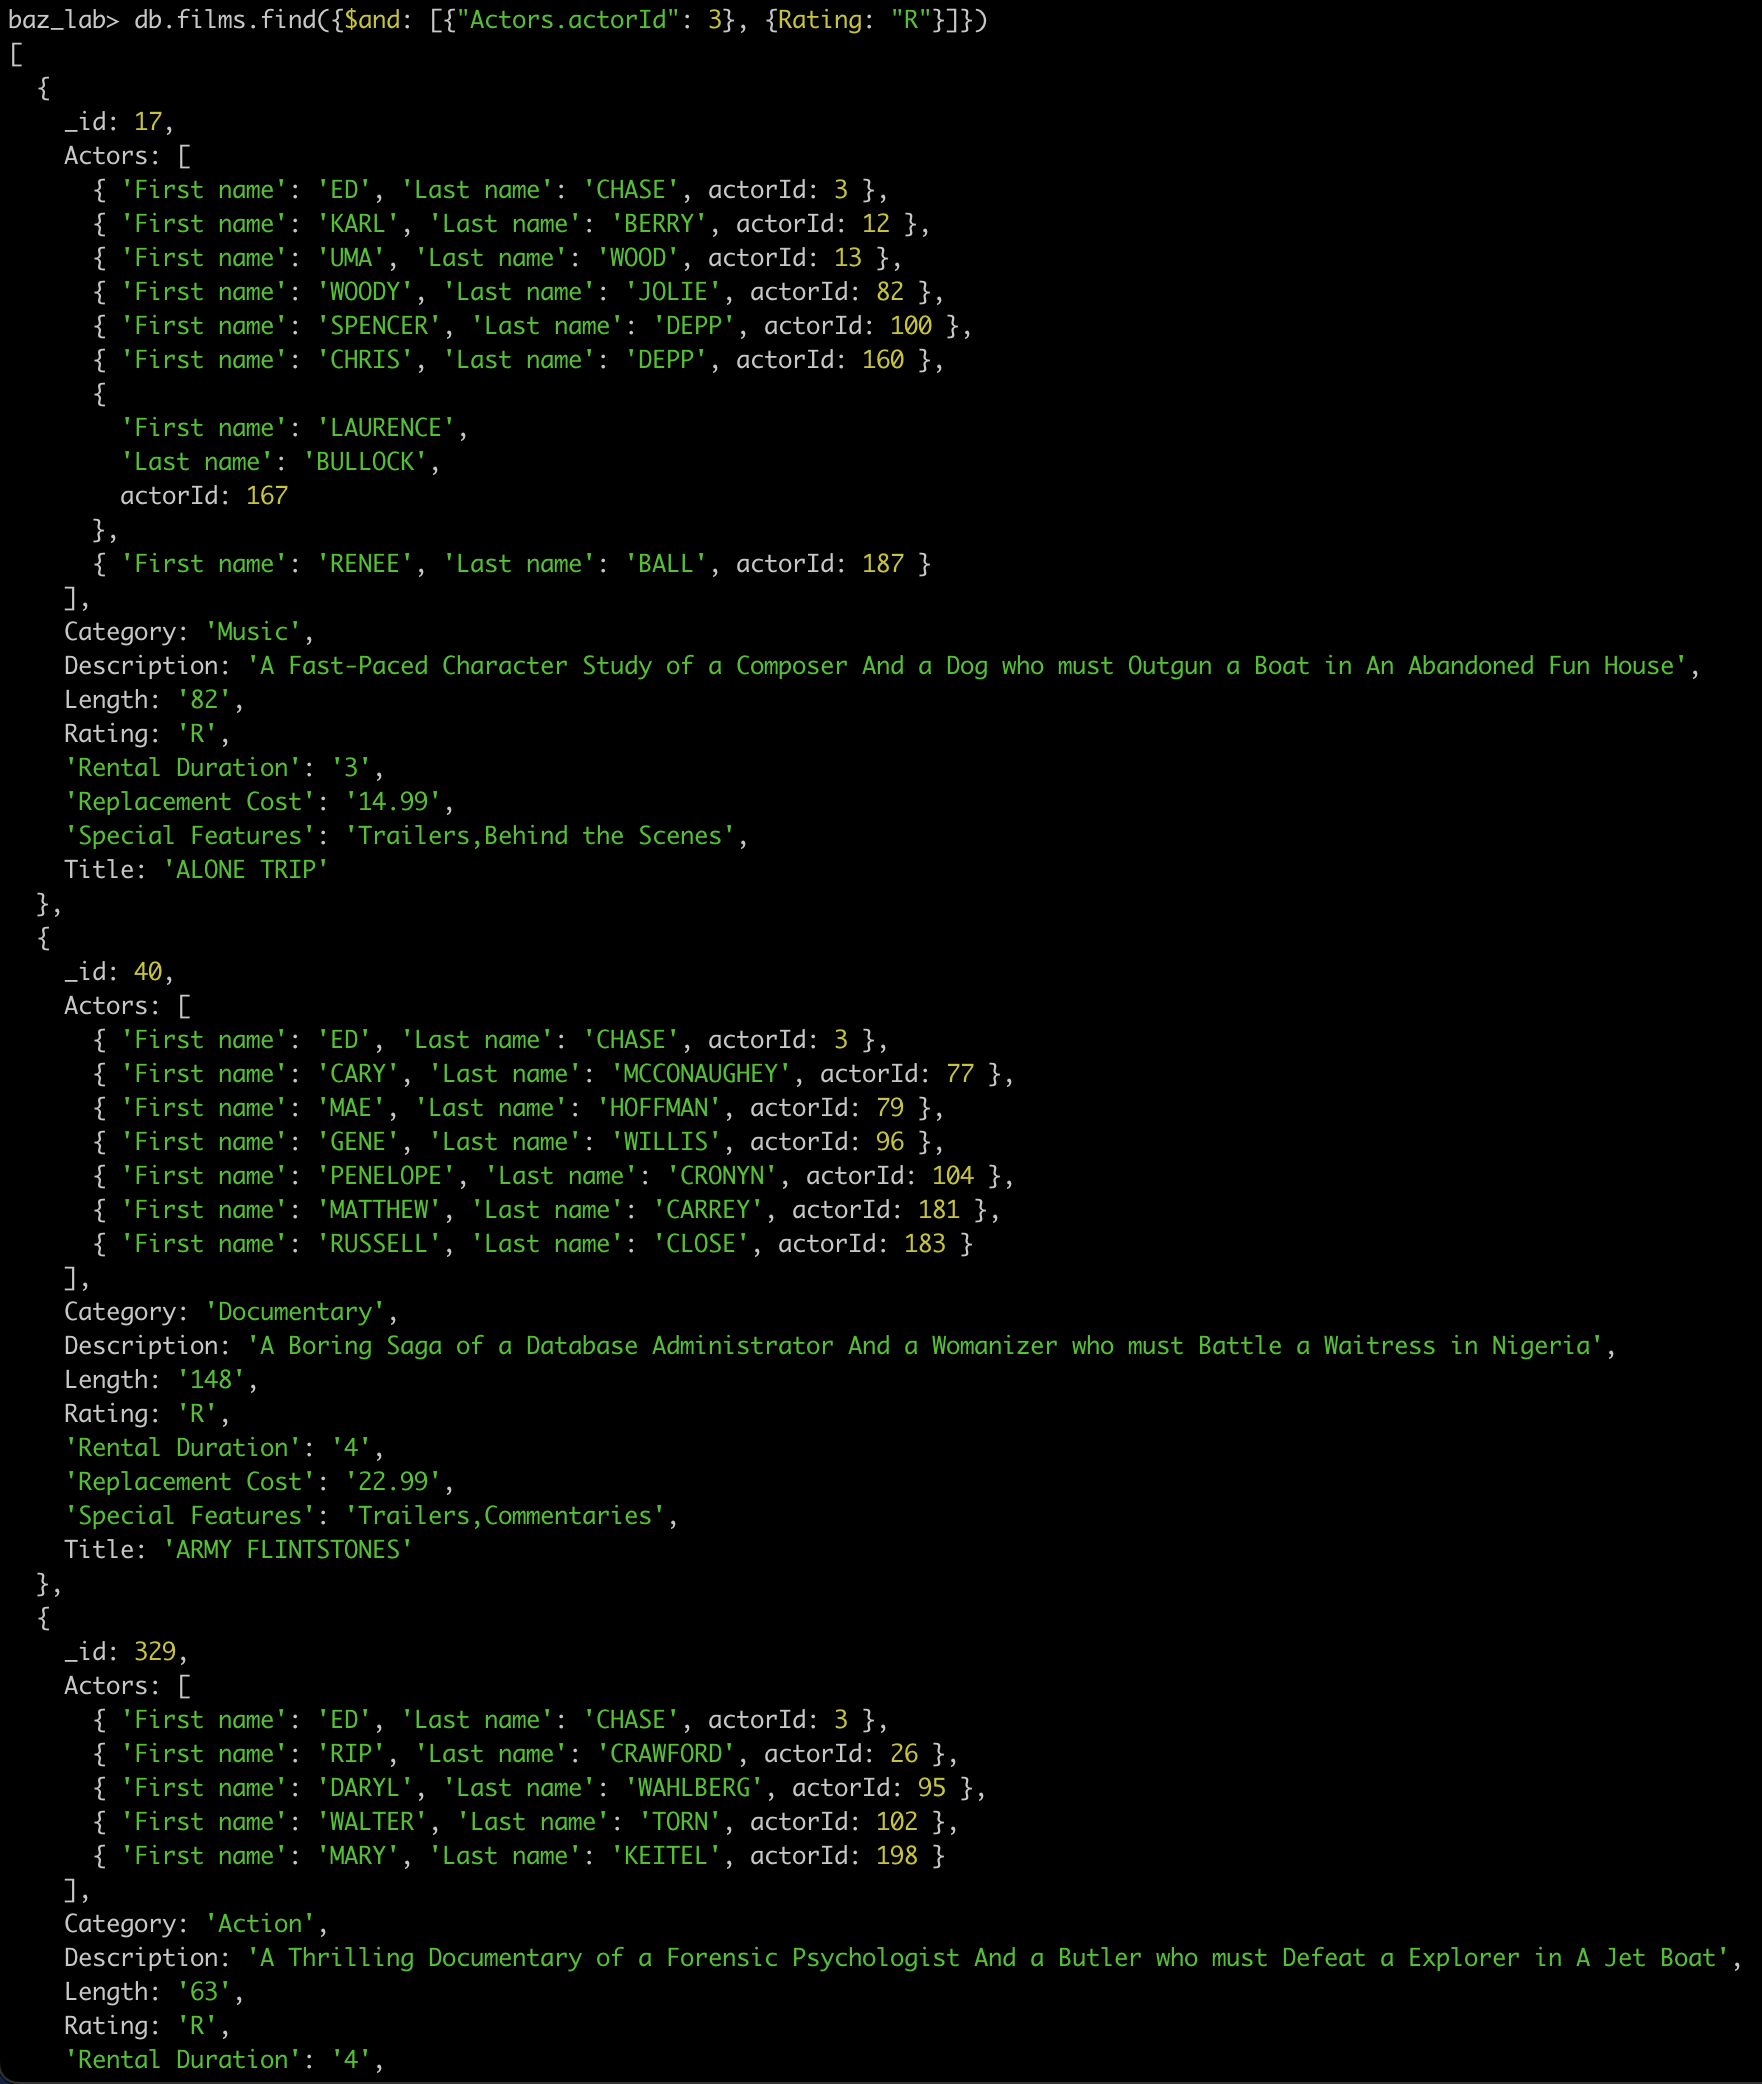 baz_lab> db.films.find({$and: [{"Actors.actorId": 3}, {Rating: "R"}]})
[
  {
    _id: 17,
    Actors: [
      { 'First name': 'ED', 'Last name': 'CHASE', actorId: 3 },
      { 'First name': 'KARL', 'Last name': 'BERRY', actorId: 12 },
      { 'First name': 'UMA', 'Last name': 'WOOD', actorId: 13 },
      { 'First name': 'WOODY', 'Last name': 'JOLIE', actorId: 82 },
      { 'First name': 'SPENCER', 'Last name': 'DEPP', actorId: 100 },
      { 'First name': 'CHRIS', 'Last name': 'DEPP', actorId: 160 },
      {
        'First name': 'LAURENCE',
        'Last name': 'BULLOCK',
        actorId: 167
      },
      { 'First name': 'RENEE', 'Last name': 'BALL', actorId: 187 }
    ],
    Category: 'Music',
    Description: 'A Fast-Paced Character Study of a Composer And a Dog who must Outgun a Boat in An Abandoned Fun House',
    Length: '82',
    Rating: 'R',
    'Rental Duration': '3',
    'Replacement Cost': '14.99',
    'Special Features': 'Trailers,Behind the Scenes',
    Title: 'ALONE TRIP'
  },
  {
    _id: 40,
    Actors: [
      { 'First name': 'ED', 'Last name': 'CHASE', actorId: 3 },
      { 'First name': 'CARY', 'Last name': 'MCCONAUGHEY', actorId: 77 },
      { 'First name': 'MAE', 'Last name': 'HOFFMAN', actorId: 79 },
      { 'First name': 'GENE', 'Last name': 'WILLIS', actorId: 96 },
      { 'First name': 'PENELOPE', 'Last name': 'CRONYN', actorId: 104 },
      { 'First name': 'MATTHEW', 'Last name': 'CARREY', actorId: 181 },
      { 'First name': 'RUSSELL', 'Last name': 'CLOSE', actorId: 183 }
    ],
    Category: 'Documentary',
    Description: 'A Boring Saga of a Database Administrator And a Womanizer who must Battle a Waitress in Nigeria',
    Length: '148',
    Rating: 'R',
    'Rental Duration': '4',
    'Replacement Cost': '22.99',
    'Special Features': 'Trailers,Commentaries',
    Title: 'ARMY FLINTSTONES'
  },
  {
    _id: 329,
    Actors: [
      { 'First name': 'ED', 'Last name': 'CHASE', actorId: 3 },
      { 'First name': 'RIP', 'Last name': 'CRAWFORD', actorId: 26 },
      { 'First name': 'DARYL', 'Last name': 'WAHLBERG', actorId: 95 },
      { 'First name': 'WALTER', 'Last name': 'TORN', actorId: 102 },
      { 'First name': 'MARY', 'Last name': 'KEITEL', actorId: 198 }
    ],
    Category: 'Action',
    Description: 'A Thrilling Documentary of a Forensic Psychologist And a Butler who must Defeat a Explorer in A Jet Boat',
    Length: '63',
    Rating: 'R',
    'Rental Duration': '4',